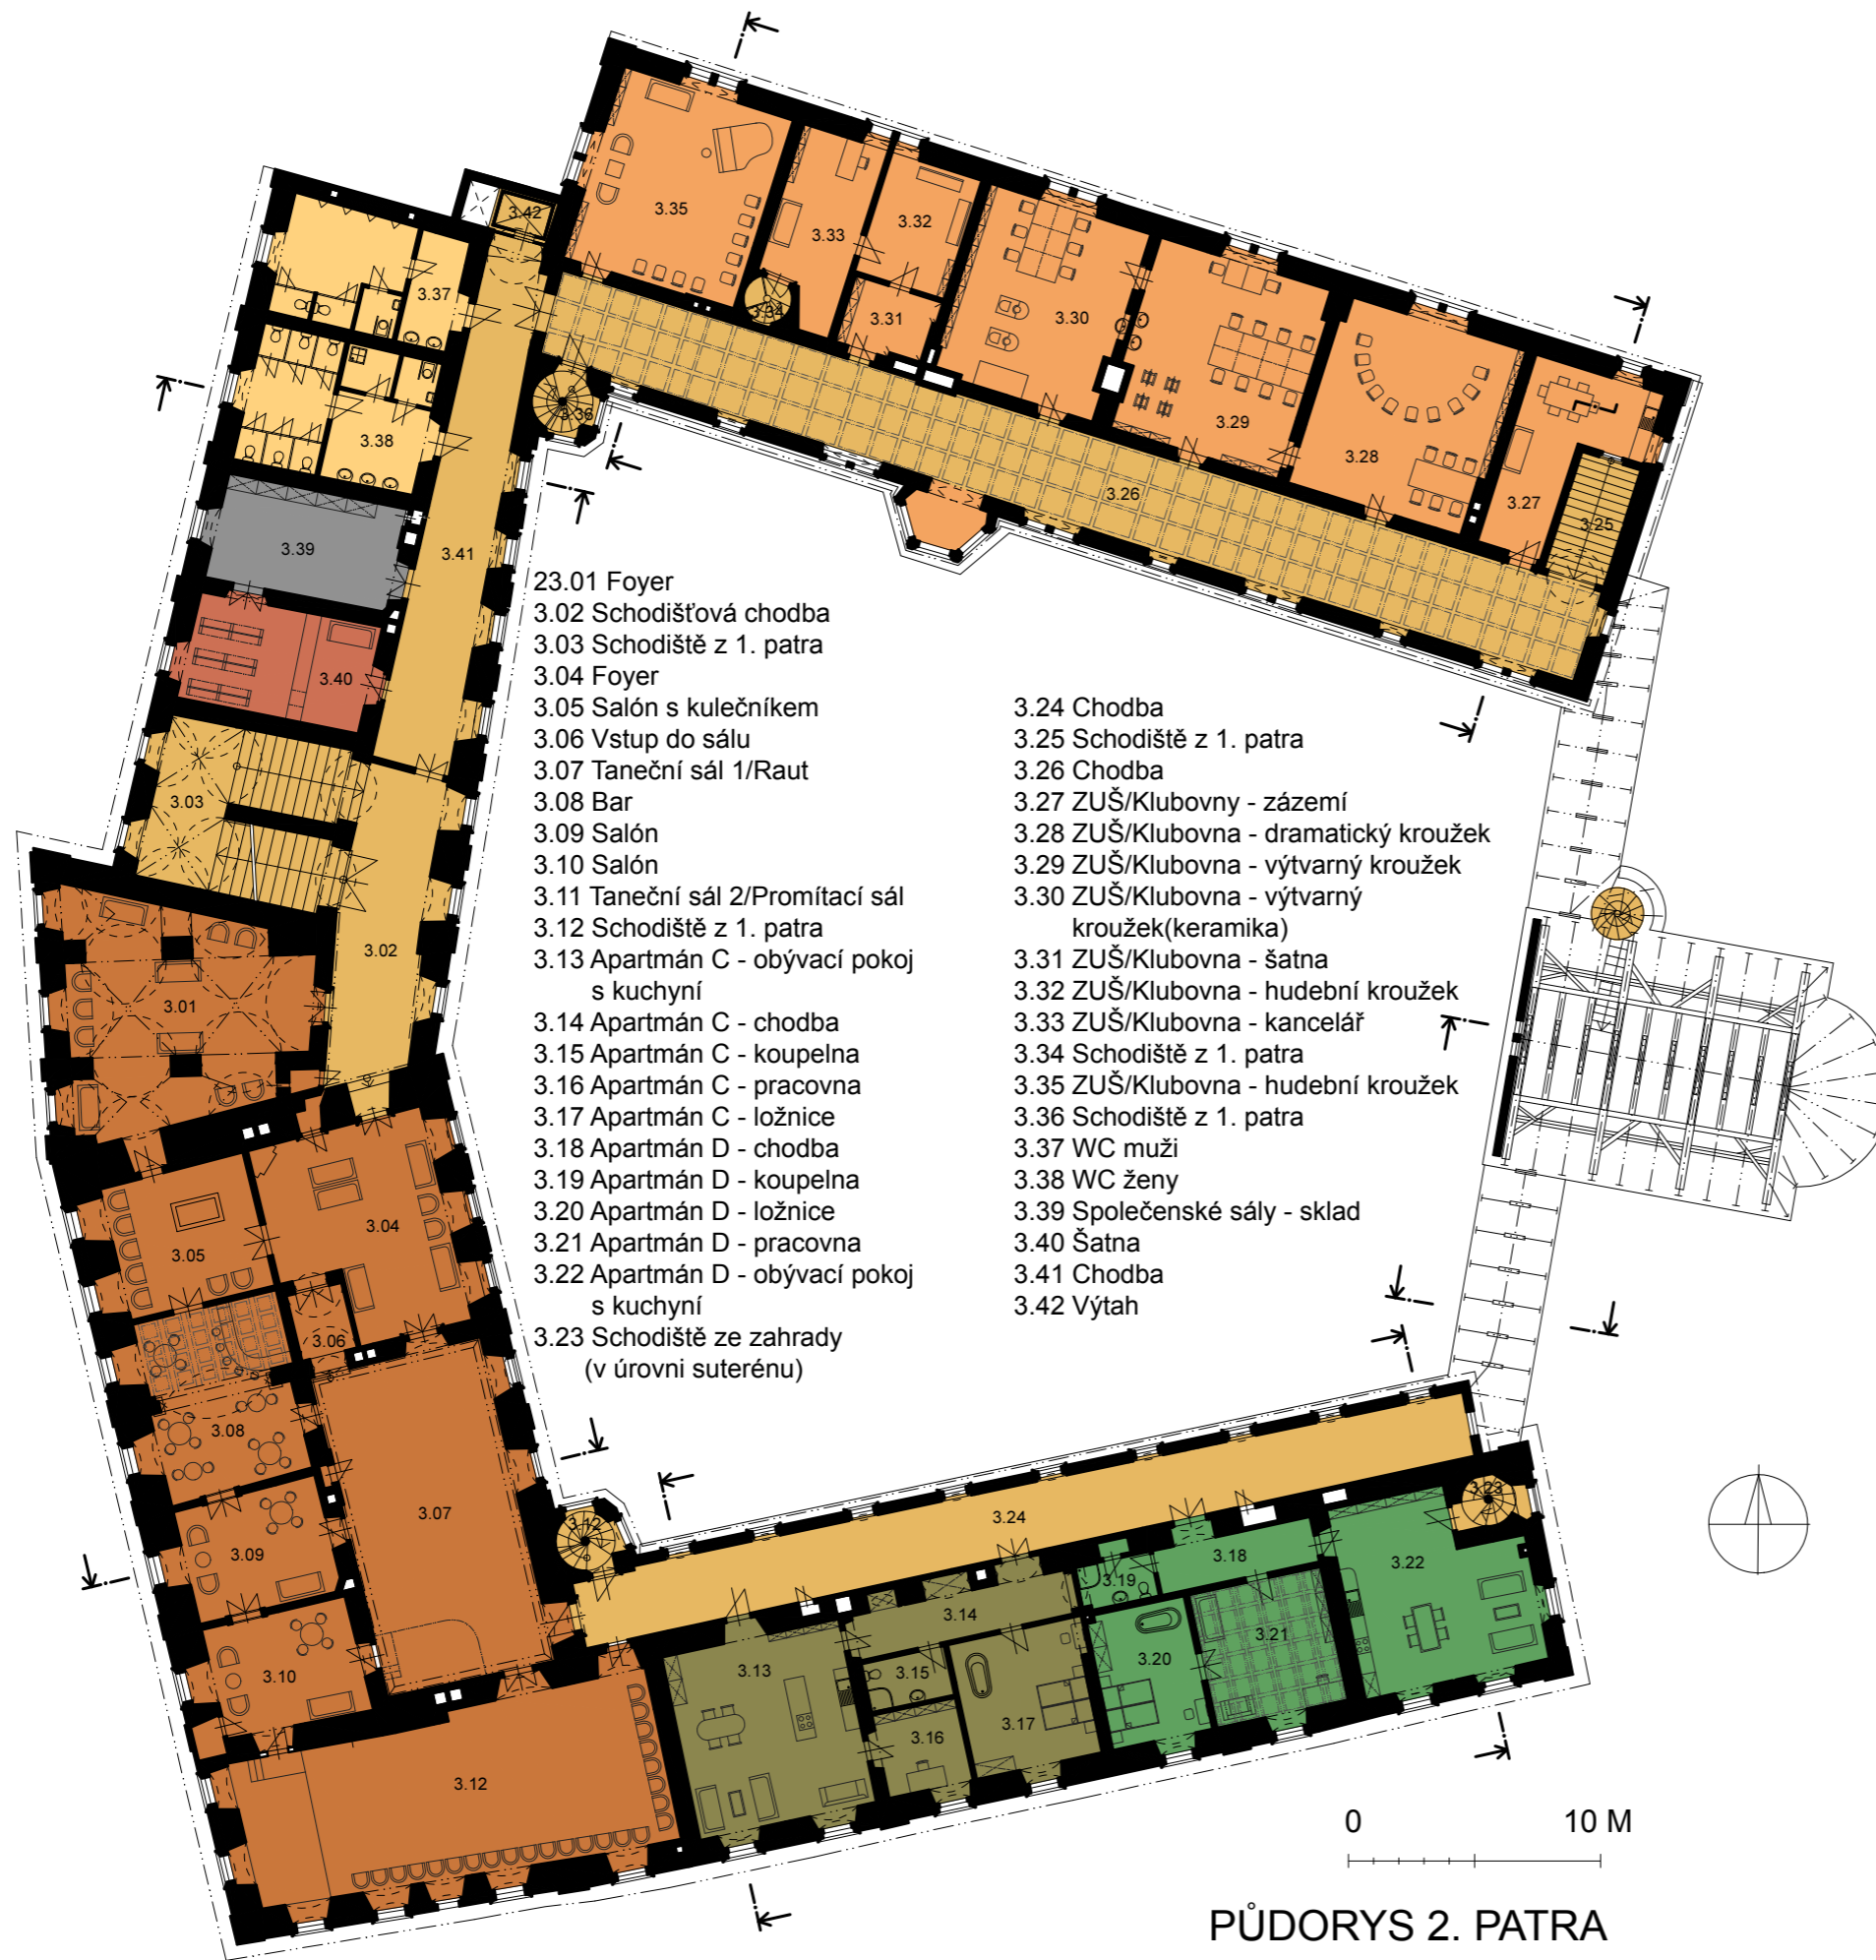 3.42
3.35
3.33
3.32
3.34
3.31
3.30
3.29
3.28
3.27
3.25
3.26
3.37
3.36
3.38
3.39
3.41
3.40
3.03
3.02
3.01
3.04
3.05
3.06
3.08
3.07
3.09
3.10
3.12
3.12
3.24
3.13
3.14
3.15
3.16
3.17
3.18
3.19
3.20
3.21
3.22
3.23
23.01 Foyer
3.02 Schodišťová chodba
3.03 Schodiště z 1. patra
3.04 Foyer
3.05 Salón s kulečníkem
3.06 Vstup do sálu
3.07 Taneční sál 1/Raut
3.08 Bar
3.09 Salón
3.10 Salón
3.11 Taneční sál 2/Promítací sál
3.12 Schodiště z 1. patra
3.13 Apartmán C - obývací pokoj
s kuchyní
3.14 Apartmán C - chodba
3.15 Apartmán C - koupelna
3.16 Apartmán C - pracovna
3.17 Apartmán C - ložnice
3.18 Apartmán D - chodba
3.19 Apartmán D - koupelna
3.20 Apartmán D - ložnice
3.21 Apartmán D - pracovna
3.22 Apartmán D - obývací pokoj
s kuchyní
3.23 Schodiště ze zahrady
(v úrovni suterénu)
3.24 Chodba
3.25 Schodiště z 1. patra
3.26 Chodba
3.27 ZUŠ/Klubovny - zázemí
3.28 ZUŠ/Klubovna - dramatický kroužek
3.29 ZUŠ/Klubovna - výtvarný kroužek
3.30 ZUŠ/Klubovna - výtvarný
kroužek(keramika)
3.31 ZUŠ/Klubovna - šatna
3.32 ZUŠ/Klubovna - hudební kroužek
3.33 ZUŠ/Klubovna - kancelář
3.34 Schodiště z 1. patra
3.35 ZUŠ/Klubovna - hudební kroužek
3.36 Schodiště z 1. patra
3.37 WC muži
3.38 WC ženy
3.39 Společenské sály - sklad
3.40 Šatna
3.41 Chodba
3.42 Výtah
0 10 M
PŮDORYS 2. PATRA